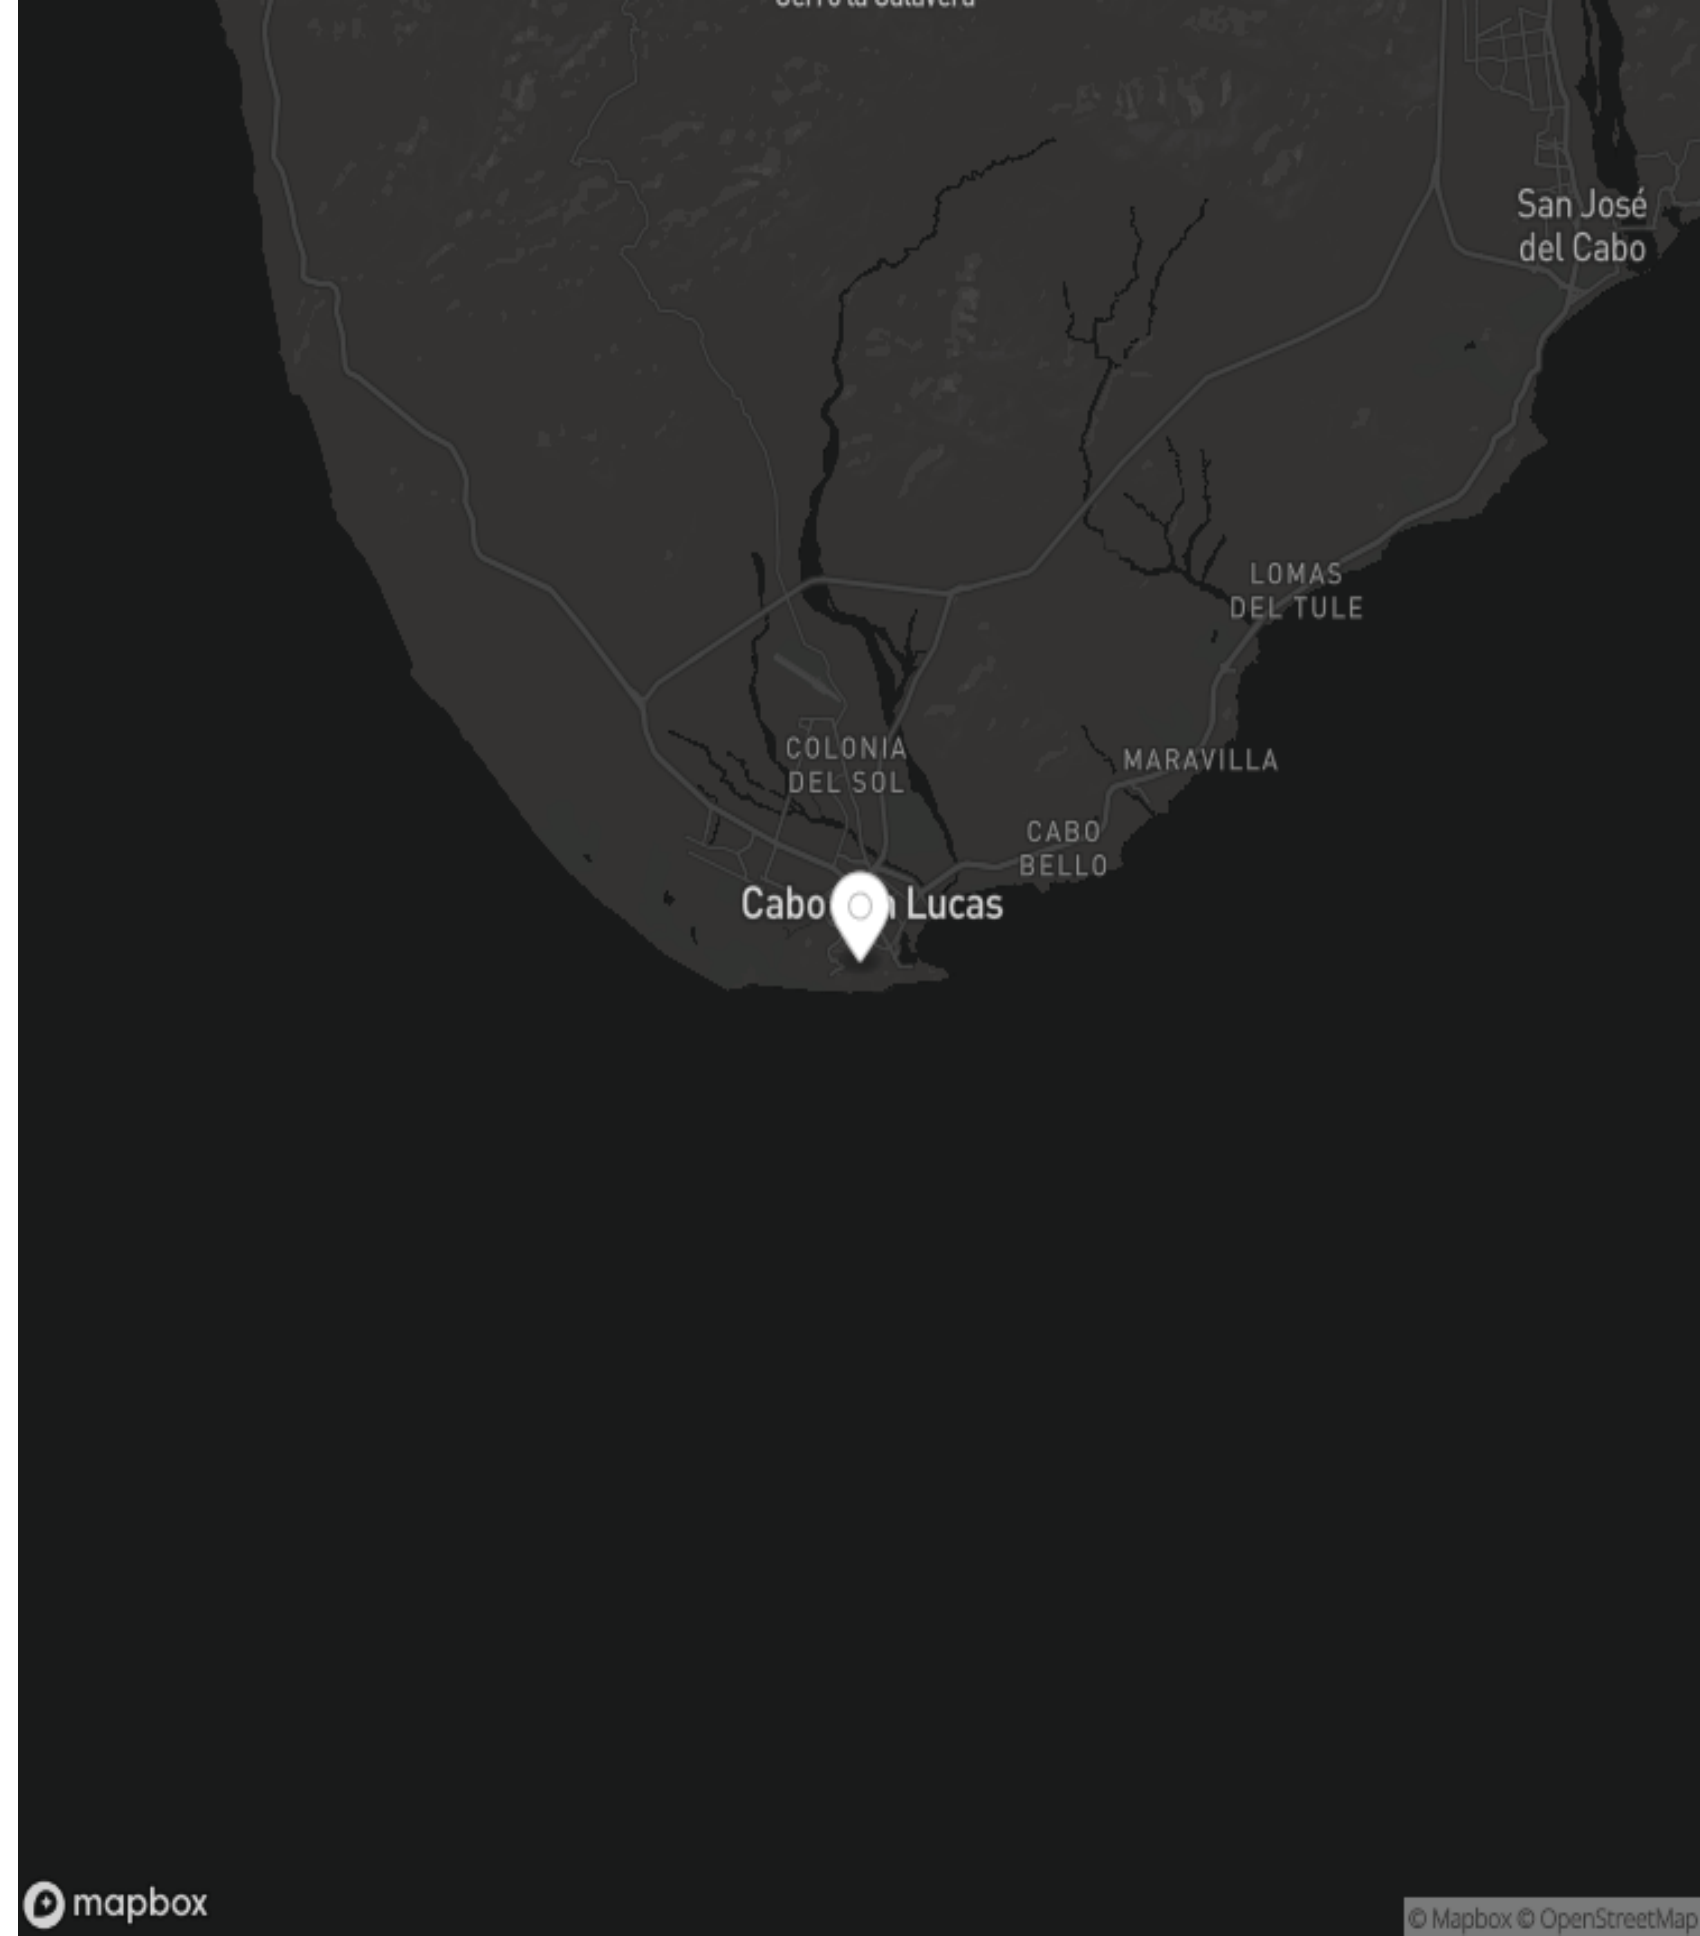 San José
del Cabo
LOMAS
DEL TULE
COLONIA
DEL SOL
MARAVILLA
CABO
BELLO
Cabo Lucas
mapbox
© Mapbox © OpenStreetMap